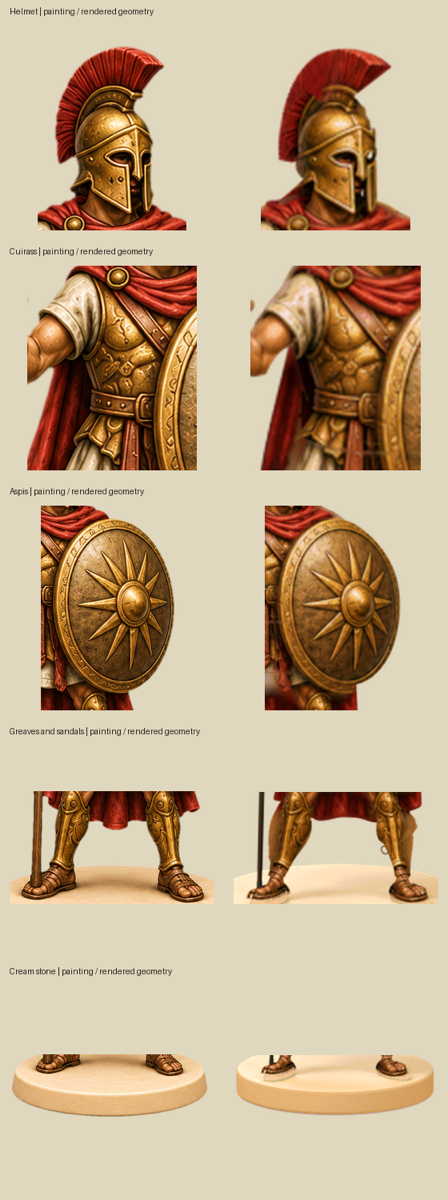 Helmet | painting / rendered geometry
Cuirass | painting / rendered geometry
Aspis | painting / rendered geometry
Greaves and sandals | painting / rendered geometry
Cream stone | painting / rendered geometry